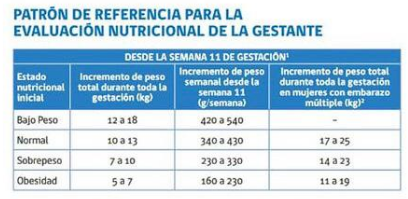 PATRÓN DE REFERENCIA PARA LA
EVALUACIÓN NUTRICIONAL DE LA GESTANTE
DESDE LA SEMANA 11 DE GESTACIÓN¹
Estado nutricional inicial | Incremento de peso total durante toda la gestación (kg) | Incremento de peso semanal desde la semana 11 (g/semana) | Incremento de peso total durante toda la gestación en mujeres con embarazo múltiple (kg)²
Bajo Peso | 12 a 18 | 420 a 540 | -
Normal | 10 a 13 | 340 a 430 | 17 a 25
Sobrepeso | 7 a 10 | 230 a 330 | 14 a 23
Obesidad | 5 a 7 | 160 a 230 | 11 a 19